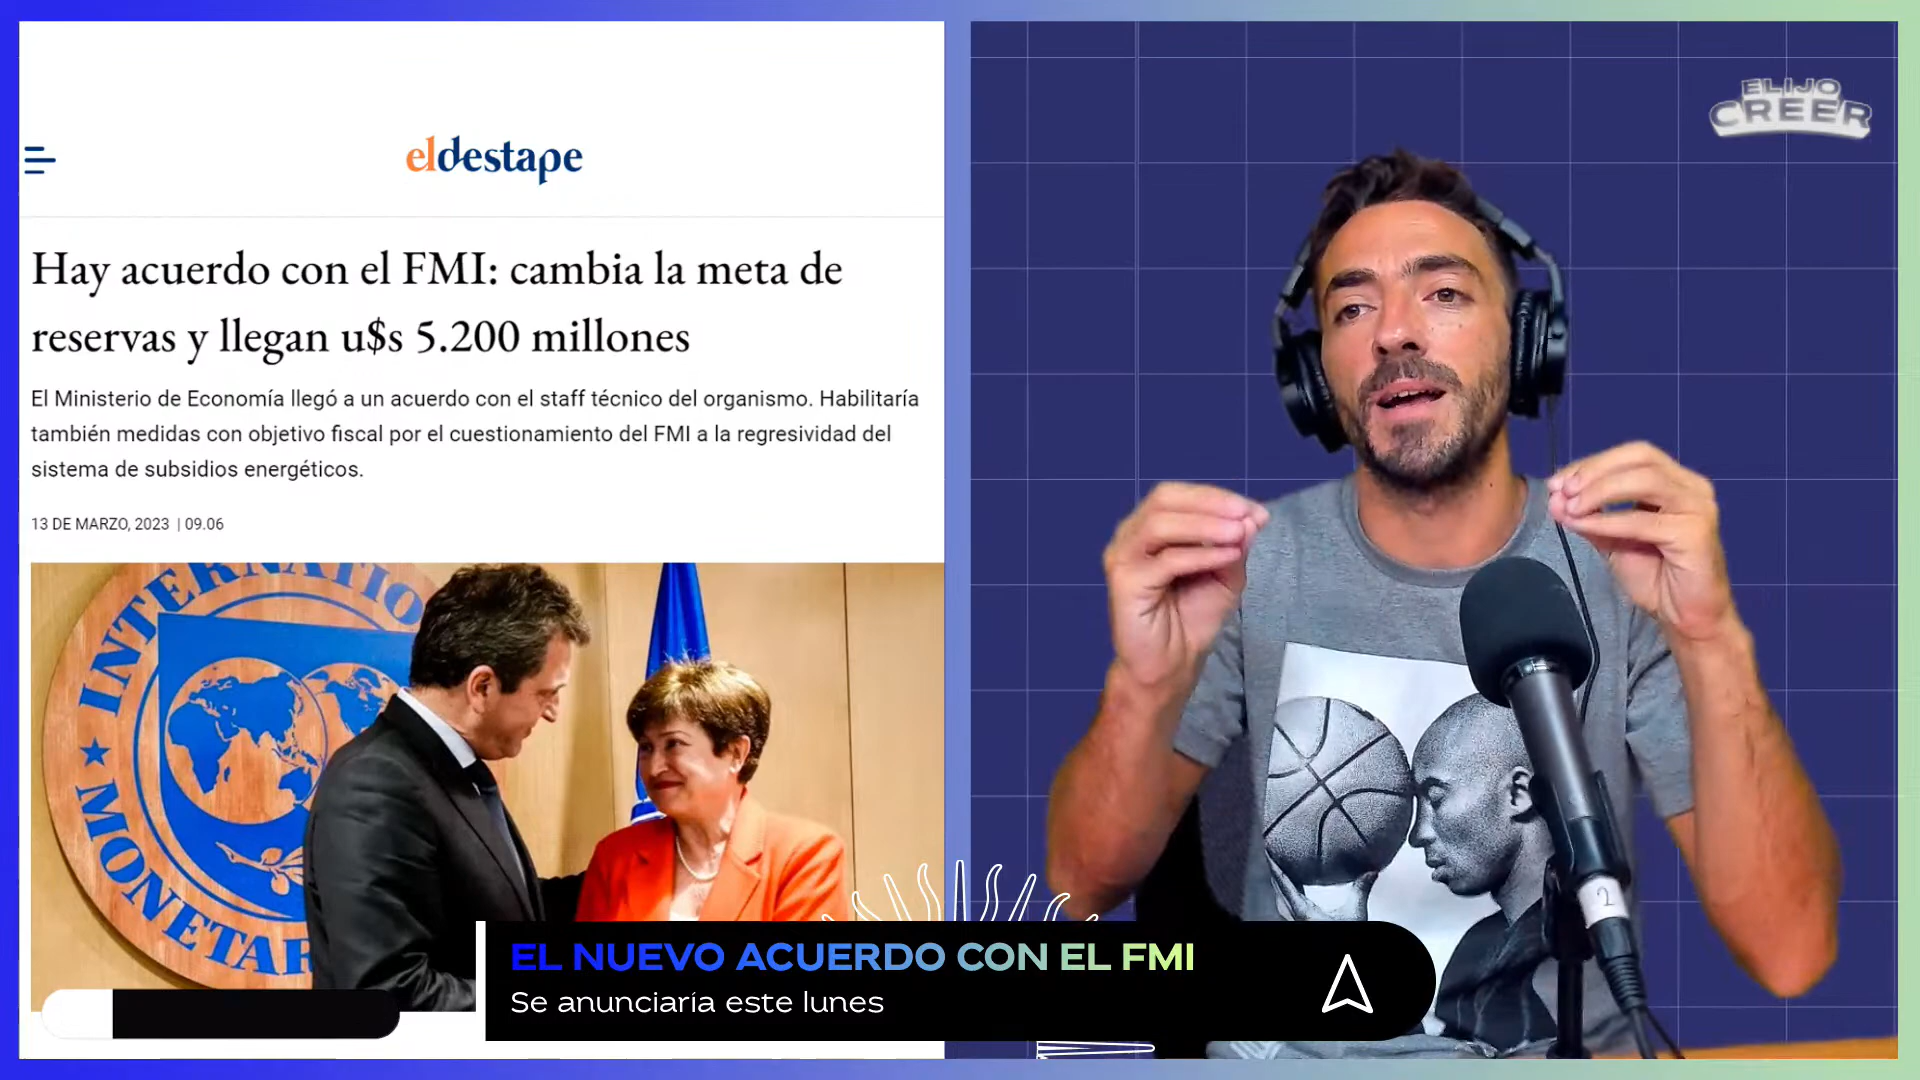 eldestape
Hay acuerdo con el FMI: cambia la meta de
reservas y llegan u$s 5.200 millones
El Ministerio de Economía llegó a un acuerdo con el staff técnico del organismo. Habilitaría
también medidas con objetivo fiscal por el cuestionamiento del FMI a la regresividad del
sistema de subsidios energéticos.
13 DE MARZO, 2023 | 09.06
INTERNATIO
MONETAR
ELIJO
CREER
2
EL NUEVO ACUERDO CON EL FMI
Se anunciaría este lunes